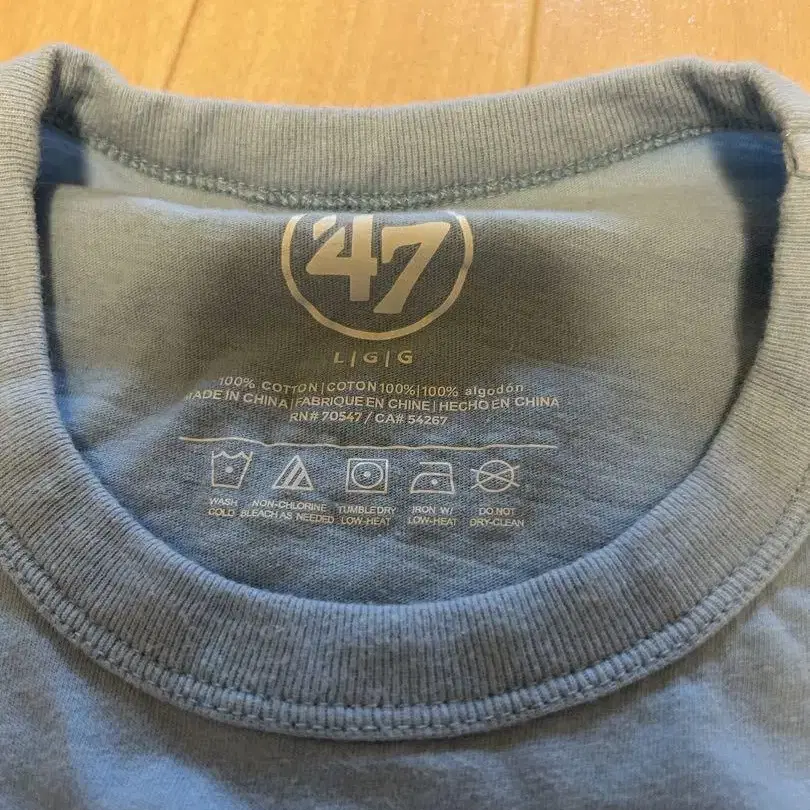 47
L | G | G
100% COTTON | COTON 100% | 100% algodón
MADE IN CHINA | FABRIQUE EN CHINE | HECHO EN CHINA
RN# 70547 / CA# 54267
WASH COLD
NON-CHLORINE BLEACH AS NEEDED
TUMBLE DRY LOW-HEAT
IRON W/ LOW-HEAT
DO NOT DRY-CLEAN